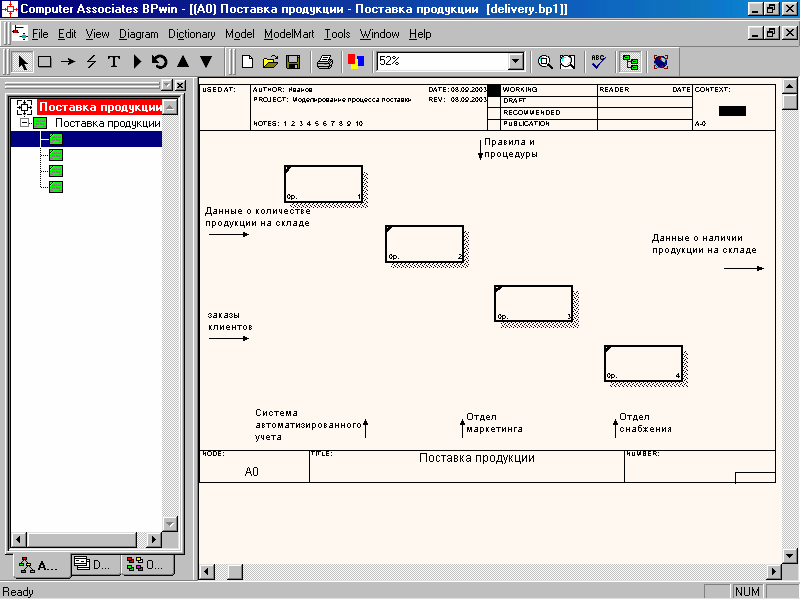 Computer Associates BPwin - [(A0) Поставка продукции - Поставка продукции [delivery.bp1]]
File Edit View Diagram Dictionary Model ModelMart Tools Window Help
52%
ABC
Поставка продукции
Поставка продукции
USED AT:
AUTHOR: Иванов
DATE: 08.09.2003
WORKING
READER
DATE
CONTEXT:
PROJECT: Моделирование процесса поставки
REV: 08.09.2003
DRAFT
RECOMMENDED
NOTES: 1 2 3 4 5 6 7 8 9 10
PUBLICATION
A-0
Правила и
процедуры
0р. 1
Данные о количестве
продукции на складе
0р. 2
Данные о наличии
продукции на складе
0р. 3
заказы
клиентов
0р. 4
Система
автоматизированного
учета
Отдел
маркетинга
Отдел
снабжения
NODE:
TITLE:
NUMBER:
A0
Поставка продукции
A...
D...
O...
Ready
NUM